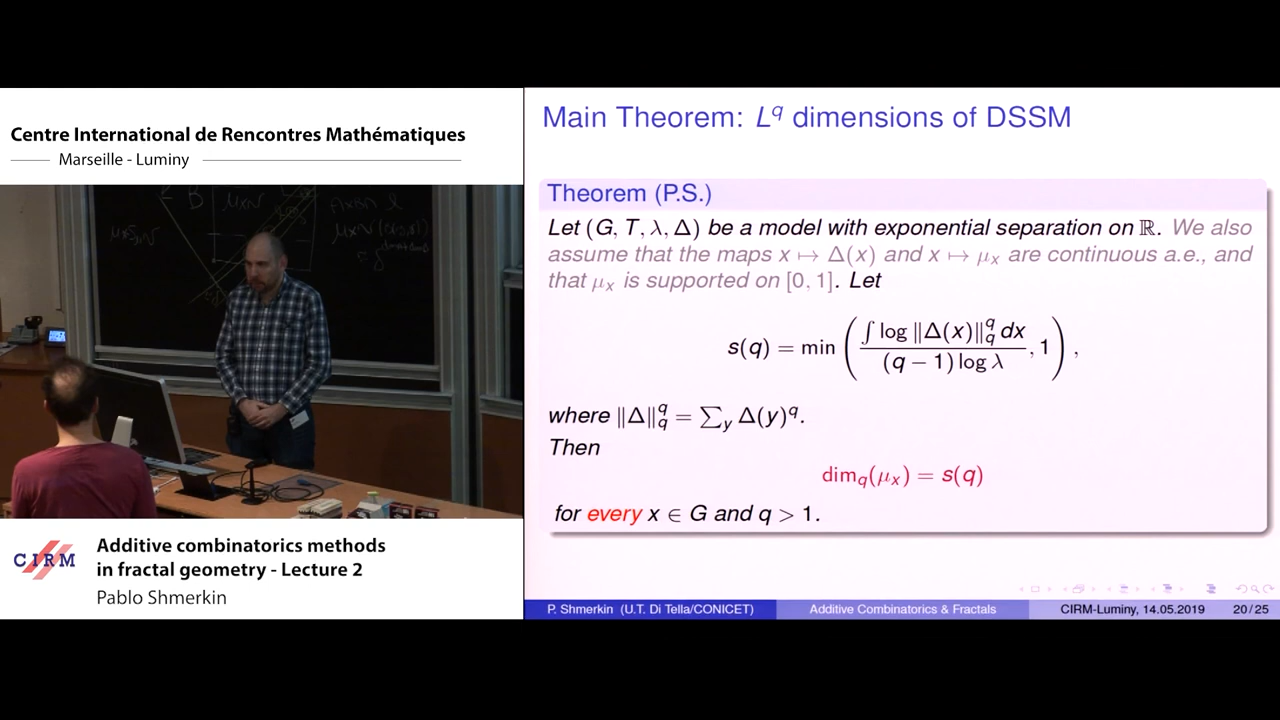 Centre International de Rencontres Mathématiques
Marseille - Luminy
Main Theorem: L^q dimensions of DSSM
Theorem (P.S.)
Let (G, T, λ, Δ) be a model with exponential separation on ℝ. We also
assume that the maps x ↦ Δ(x) and x ↦ μ_x are continuous a.e., and
that μ_x is supported on [0, 1]. Let
s(q) = min ( ∫ log ‖Δ(x)‖_q^q dx / (q − 1) log λ , 1 ) ,
where ‖Δ‖_q^q = ∑_y Δ(y)^q.
Then
dim_q(μ_x) = s(q)
for every x ∈ G and q > 1.
CIRM
Additive combinatorics methods
in fractal geometry - Lecture 2
Pablo Shmerkin
P. Shmerkin (U.T. Di Tella/CONICET)
Additive Combinatorics & Fractals
CIRM-Luminy, 14.05.2019
20 / 25